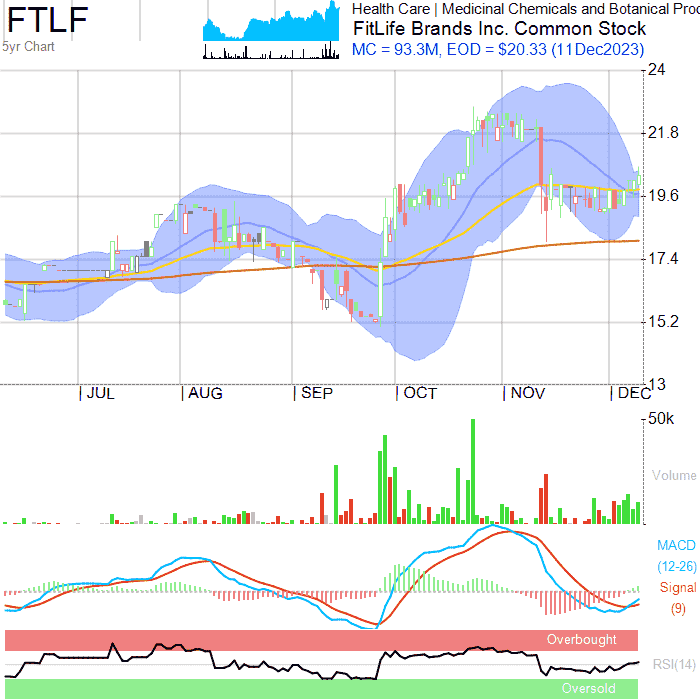 FTLF
5yr Chart
Health Care | Medicinal Chemicals and Botanical Proc
FitLife Brands Inc. Common Stock
MC = 93.3M, EOD = $20.33 (11Dec2023)
24
21.8
19.6
17.4
15.2
13
JUL AUG SEP OCT NOV DEC
50k
Volume
MACD
(12-26)
Signal
(9)
Overbought
RSI(14)
Oversold